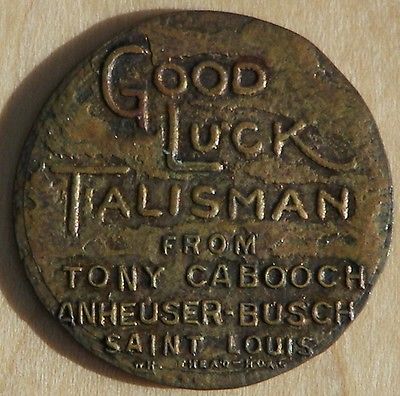 GOOD
LUCK
TALISMAN
FROM
TONY CABOOCH
ANHEUSER-BUSCH
SAINT LOUIS